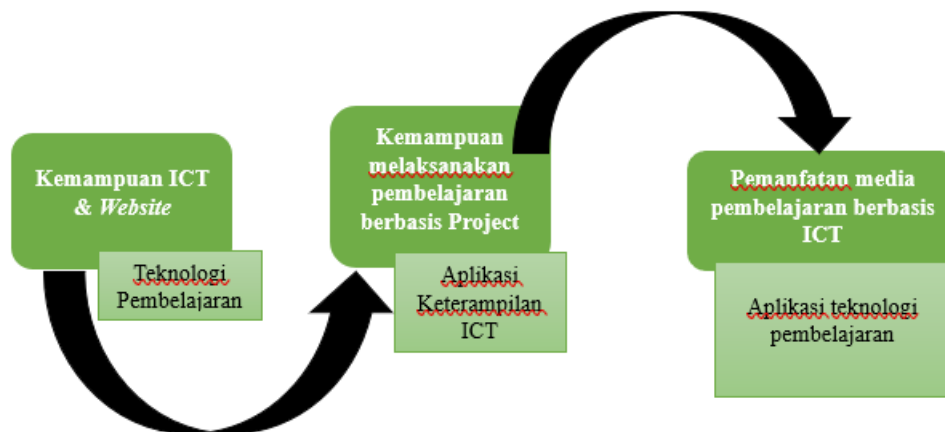 Kemampuan ICT
& Website
Teknologi
Pembelajaran
Kemampuan
melaksanakan
pembelajaran
berbasis Project
Aplikasi
Keterampilan
ICT
Pemanfatan media
pembelajaran berbasis
ICT
Aplikasi teknologi
pembelajaran